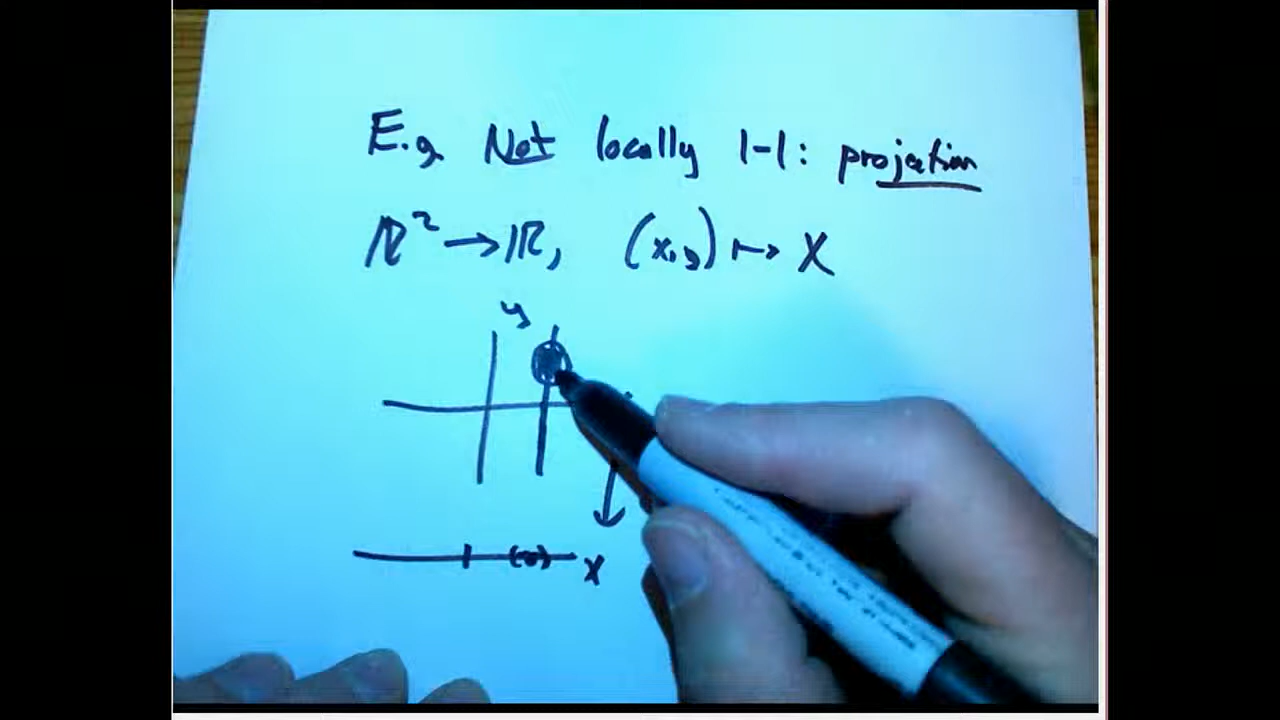 E.g. Not locally 1-1: projection
ℝ² → ℝ, (x,y) ↦ x
y
x